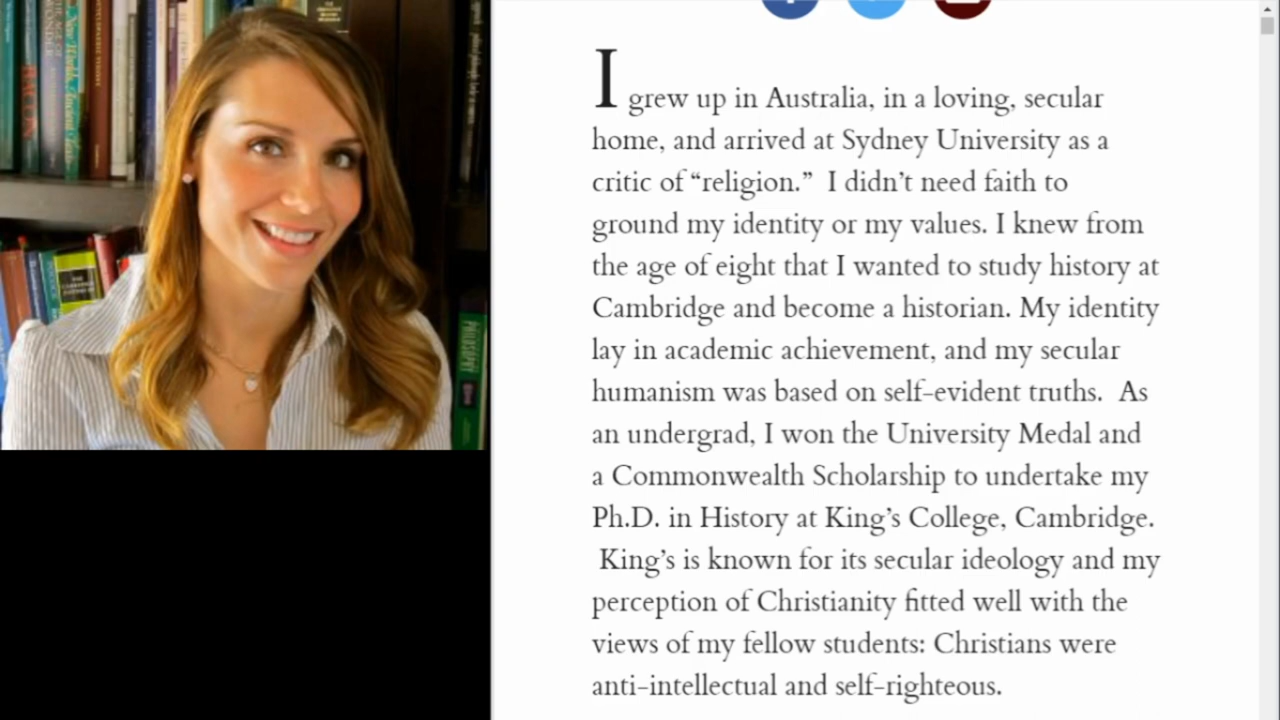 PHILOSOPHY
I grew up in Australia, in a loving, secular
home, and arrived at Sydney University as a
critic of “religion.”  I didn’t need faith to
ground my identity or my values. I knew from
the age of eight that I wanted to study history at
Cambridge and become a historian. My identity
lay in academic achievement, and my secular
humanism was based on self-evident truths.  As
an undergrad, I won the University Medal and
a Commonwealth Scholarship to undertake my
Ph.D. in History at King’s College, Cambridge.
King’s is known for its secular ideology and my
perception of Christianity fitted well with the
views of my fellow students: Christians were
anti-intellectual and self-righteous.